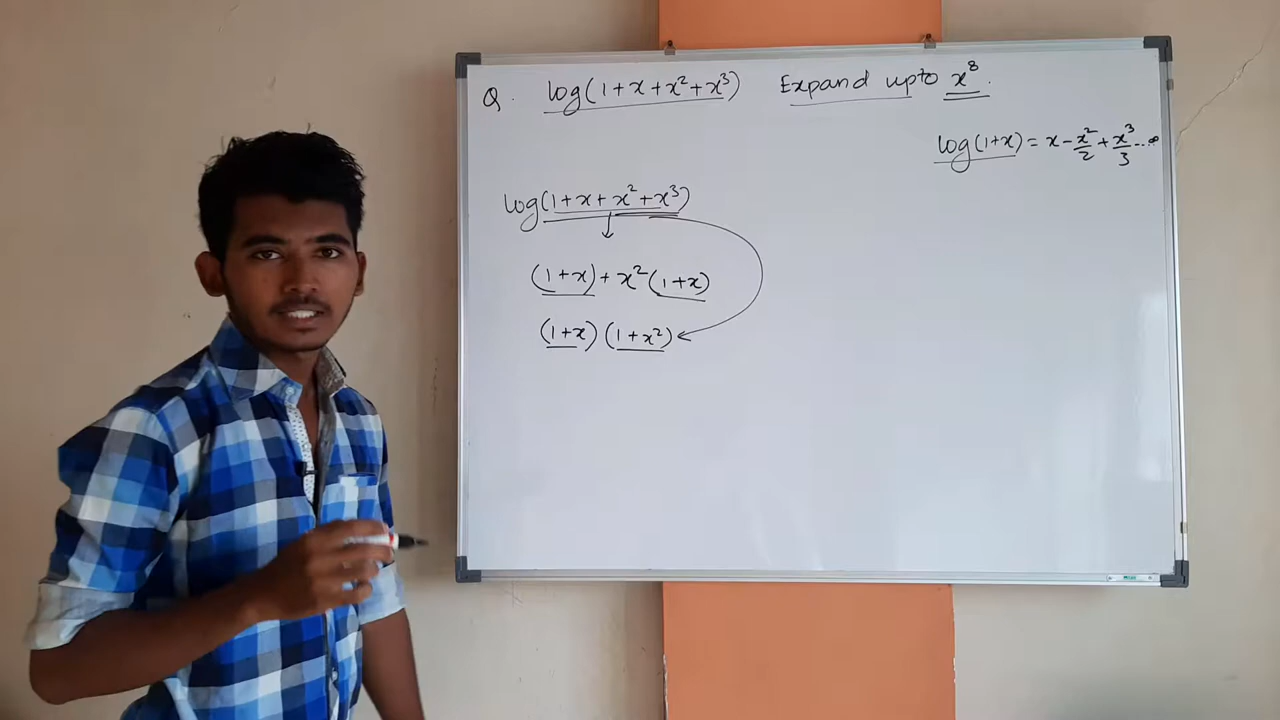 Q. log(1+x+x²+x³) Expand upto x⁸.
log(1+x) = x - x²/2 + x³/3 ...∞
log(1+x+x²+x³)
(1+x)+x²(1+x)
(1+x)(1+x²)